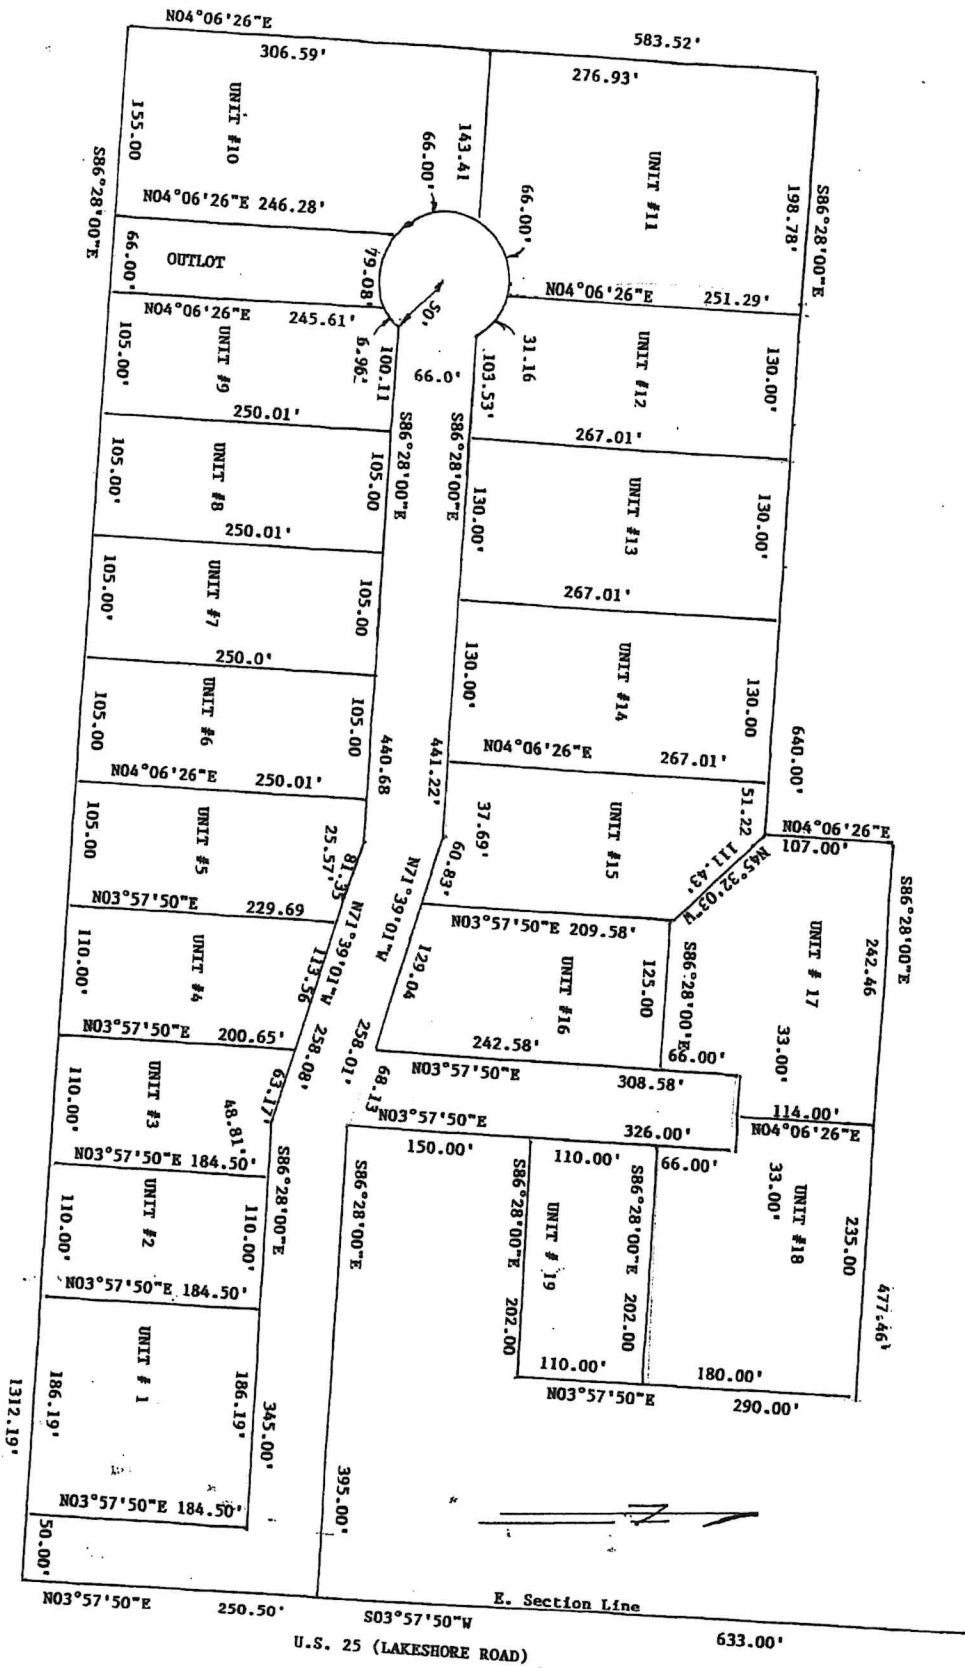 N04°06'26"E
583.52'
306.59'
276.93'
UNIT #10
155.00
S86°28'00"E
143.41
66.00'
66.00'
UNIT #11
198.78'
S86°28'00"E
N04°06'26"E 246.28'
OUTLOT
66.00'
79.08'
50'
N04°06'26"E 251.29'
N04°06'26"E 245.61'
6.96'
31.16
UNIT #9
105.00'
100.11
66.0'
103.53'
UNIT #12
130.00'
250.01'
S86°28'00"E
S86°28'00"E
267.01'
UNIT #8
105.00'
105.00
130.00'
UNIT #13
130.00'
250.01'
267.01'
UNIT #7
105.00'
105.00
250.0'
UNIT #6
105.00
105.00
130.00'
UNIT #14
130.00
640.00'
N04°06'26"E 267.01'
N04°06'26"E 250.01'
440.68
441.22'
UNIT #5
105.00
25.57'
81.35
37.69'
60.83'
UNIT #15
51.22
111.43'
N45°32'03"W
N04°06'26"E
107.00'
N03°57'50"E 229.69
N71°39'01"W
N71°39'01"W
N03°57'50"E 209.58'
S86°28'00"E
UNIT # 17
242.46
S86°28'00"E
UNIT #4
110.00'
113.56
258.08'
129.04
258.01'
UNIT #16
125.00
33.00'
N03°57'50"E 200.65'
242.58'
66.00'
N03°57'50"E 308.58'
UNIT #3
110.00'
48.81'
63.17'
68.13
114.00'
N04°06'26"E
N03°57'50"E 326.00'
N03°57'50"E 184.50'
150.00'
110.00'
66.00'
33.00'
UNIT #2
110.00'
110.00'
S86°28'00"E
S86°28'00"E
S86°28'00"E 202.00
UNIT # 19
S86°28'00"E 202.00
UNIT #18
235.00
477.46'
N03°57'50"E 184.50'
UNIT # 1
186.19'
186.19'
1312.19'
345.00'
110.00'
180.00'
N03°57'50"E 290.00'
N03°57'50"E 184.50'
50.00'
395.00'
N
E. Section Line
N03°57'50"E 250.50'
S03°57'50"W 633.00'
U.S. 25 (LAKESHORE ROAD)